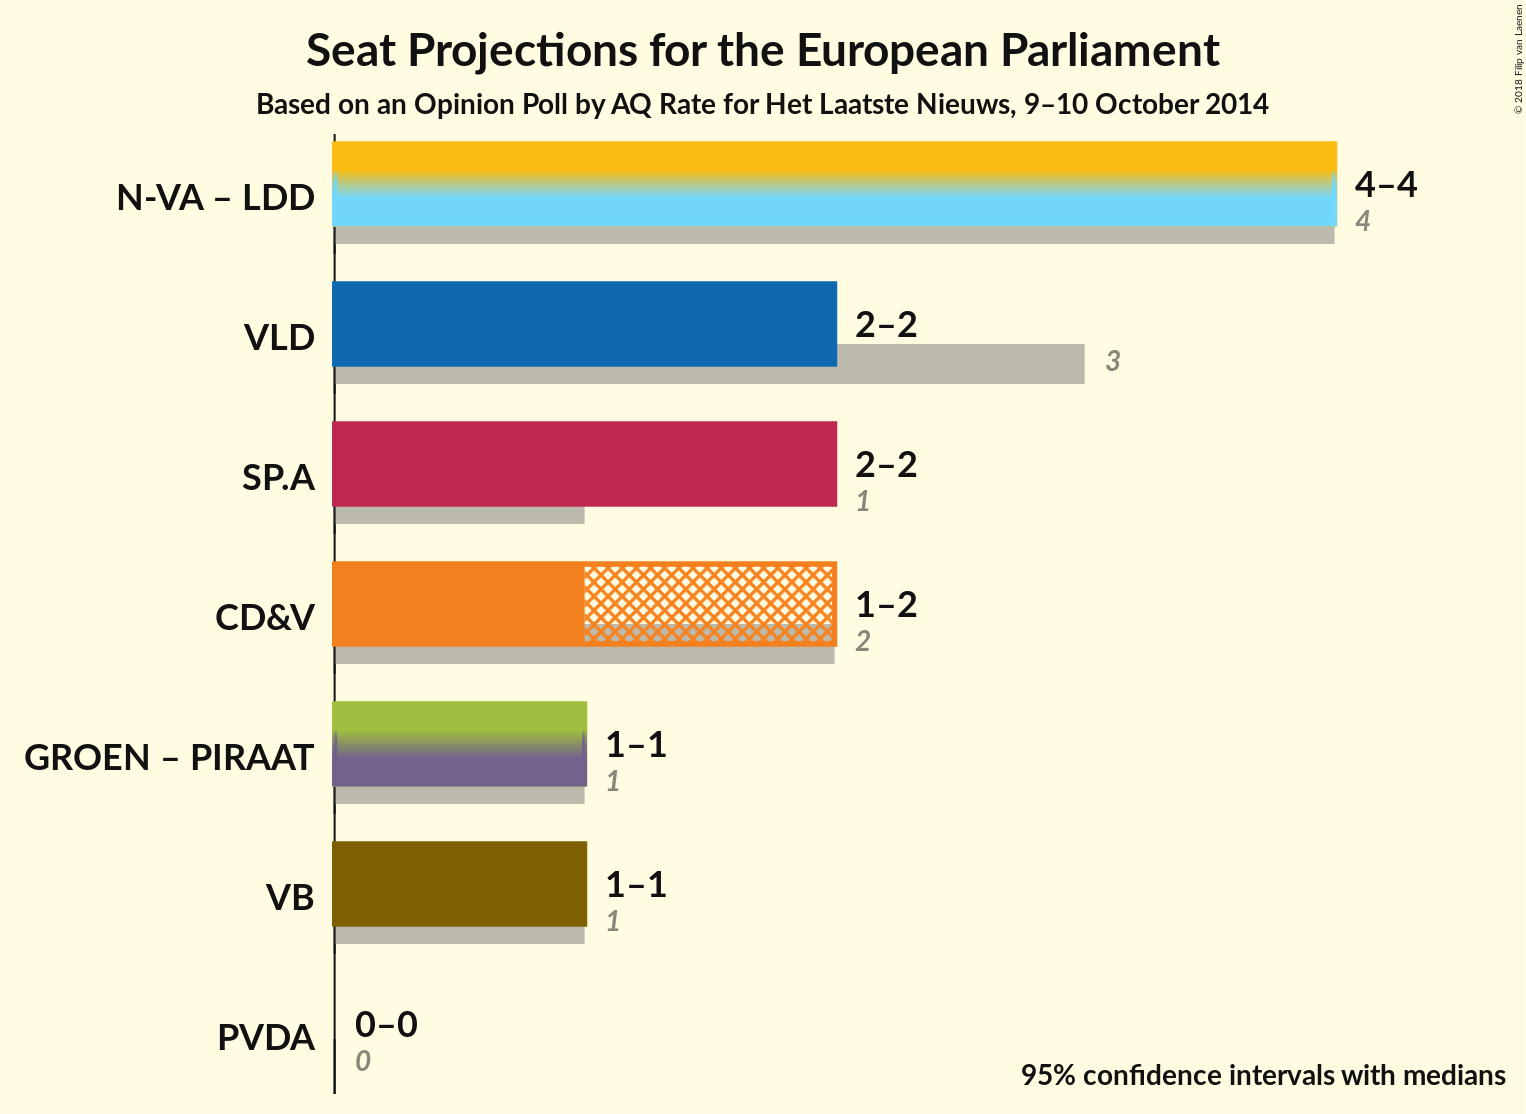 Seat Projections for the European Parliament
Based on an Opinion Poll by AQ Rate for Het Laatste Nieuws, 9–10 October 2014
© 2018 Filip van Laenen
N-VA – LDD
4–4
4
VLD
2–2
3
SP.A
2–2
1
CD&V
1–2
2
GROEN – PIRAAT
1–1
1
VB
1–1
1
PVDA
0–0
0
95% confidence intervals with medians